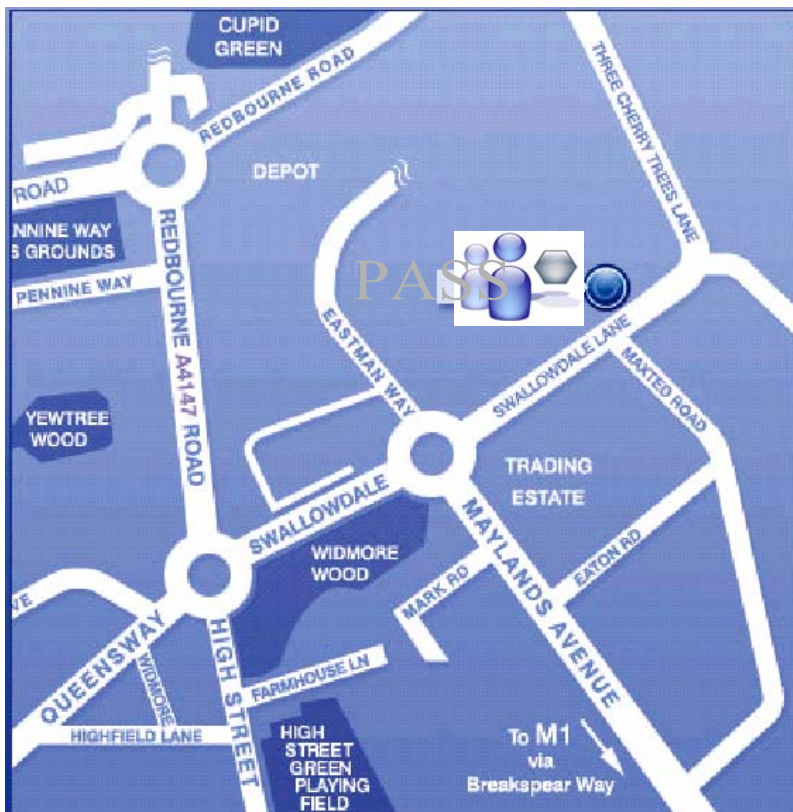 CUPID
GREEN
REDBOURNE ROAD
THREE CHERRY TREES LANE
DEPOT
ROAD
NNINE WAY
S GROUNDS
PENNINE WAY
REDBOURNE A4147 ROAD
PASS
EASTMAN WAY
SWALLOWDALE LANE
MAXTED ROAD
YEWTREE
WOOD
TRADING
ESTATE
SWALLOWDALE
WIDMORE
WOOD
MARK RD
MAYLANDS AVENUE
EATON RD
VE
QUEENSWAY
WIDMORE
HIGH STREET
FARMHOUSE LN
HIGHFIELD LANE
HIGH
STREET
GREEN
PLAYING
FIELD
To M1
via
Breakspear Way